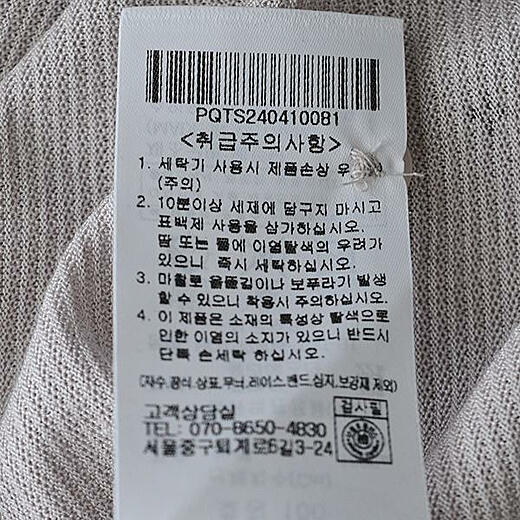 PQTS240410081
<취급주의사항>
1. 세탁기 사용시 제품손상 우
(주의)
2. 10분이상 세제에 담구지 마시고
표백제 사용을 삼가하십시오.
땀 또는 물에 이염탈색의 우려가
있으니 즉시 세탁하십시오.
3. 마찰로 올뜯김이나 보푸라기 발생
할 수 있으니 착용시 주의하십시오.
4. 이 제품은 소재의 특성상 탈색으로
인한 이염의 소지가 있으니 반드시
단독 손세탁 하십시오.
(자수, 장식, 상표, 무늬, 레이스, 밴드, 심지, 보강재 제외)
고객상담실
검사필
TEL: 070-8650-4830
서울중구퇴계로6길3-24